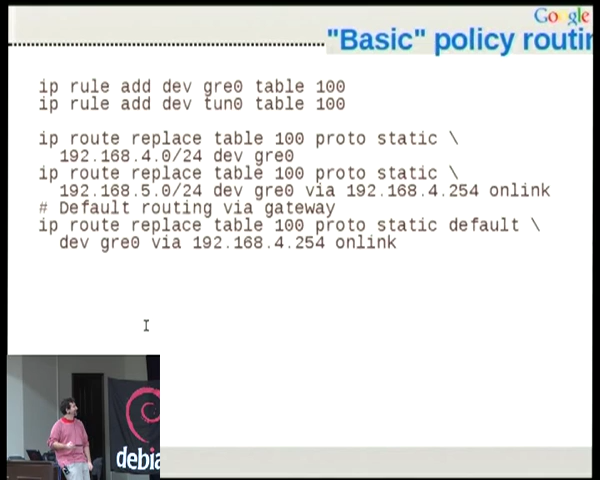 Google
"Basic" policy routin
ip rule add dev gre0 table 100
ip rule add dev tun0 table 100
ip route replace table 100 proto static \
192.168.4.0/24 dev gre0
ip route replace table 100 proto static \
192.168.5.0/24 dev gre0 via 192.168.4.254 onlink
# Default routing via gateway
ip route replace table 100 proto static default \
dev gre0 via 192.168.4.254 onlink
debia